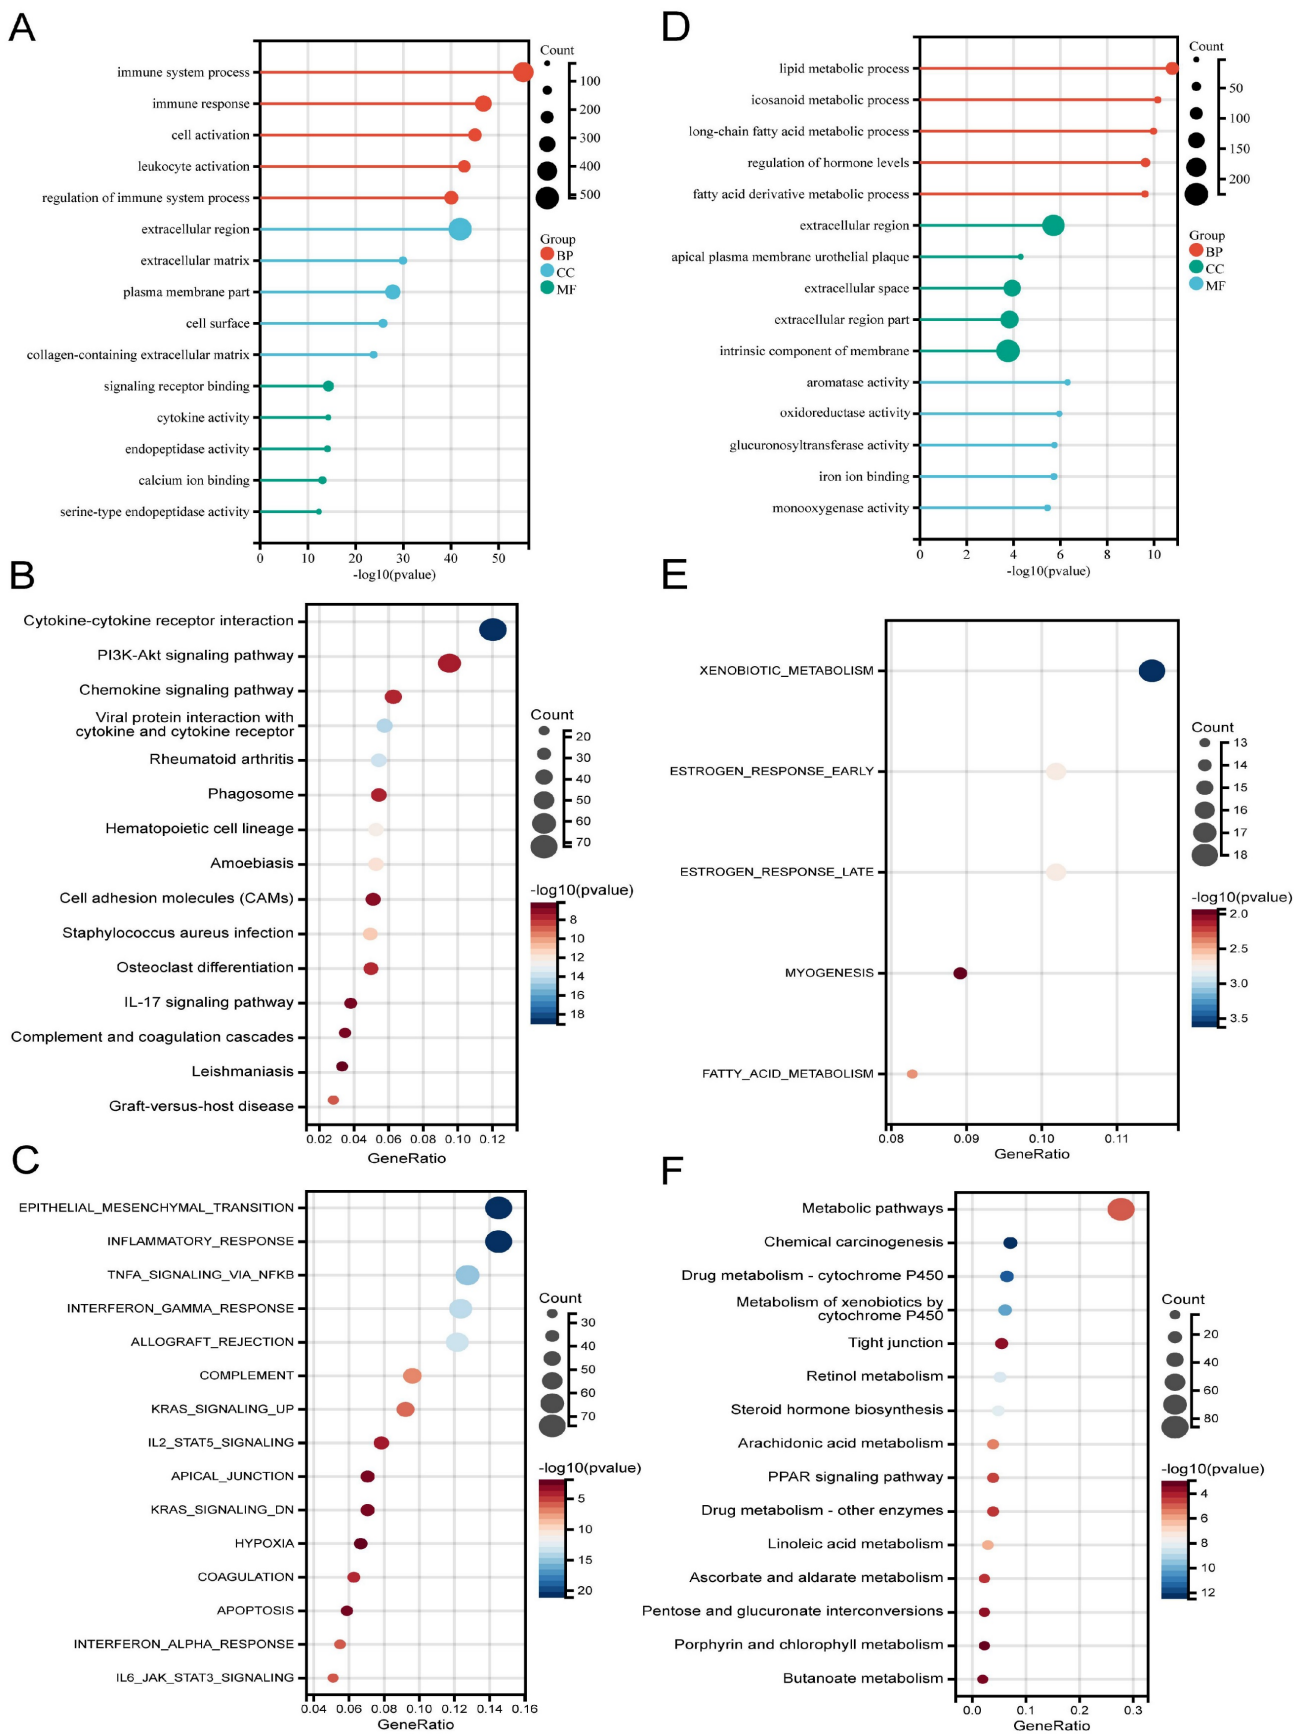 A
immune system process
immune response
cell activation
leukocyte activation
regulation of immune system process
extracellular region
extracellular matrix
plasma membrane part
cell surface
collagen-containing extracellular matrix
signaling receptor binding
cytokine activity
endopeptidase activity
calcium ion binding
serine-type endopeptidase activity
0 10 20 30 40 50
-log10(pvalue)
Count
100
200
300
400
500
Group
BP
CC
MF
D
lipid metabolic process
icosanoid metabolic process
long-chain fatty acid metabolic process
regulation of hormone levels
fatty acid derivative metabolic process
extracellular region
apical plasma membrane urothelial plaque
extracellular space
extracellular region part
intrinsic component of membrane
aromatase activity
oxidoreductase activity
glucuronosyltransferase activity
iron ion binding
monooxygenase activity
0 2 4 6 8 10
-log10(pvalue)
Count
50
100
150
200
Group
BP
CC
MF
B
Cytokine-cytokine receptor interaction
PI3K-Akt signaling pathway
Chemokine signaling pathway
Viral protein interaction with
cytokine and cytokine receptor
Rheumatoid arthritis
Phagosome
Hematopoietic cell lineage
Amoebiasis
Cell adhesion molecules (CAMs)
Staphylococcus aureus infection
Osteoclast differentiation
IL-17 signaling pathway
Complement and coagulation cascades
Leishmaniasis
Graft-versus-host disease
0.02 0.04 0.06 0.08 0.10 0.12
GeneRatio
Count
20
30
40
50
60
70
-log10(pvalue)
8
10
12
14
16
18
E
XENOBIOTIC_METABOLISM
ESTROGEN_RESPONSE_EARLY
ESTROGEN_RESPONSE_LATE
MYOGENESIS
FATTY_ACID_METABOLISM
0.08 0.09 0.10 0.11
GeneRatio
Count
13
14
15
16
17
18
-log10(pvalue)
2.0
2.5
3.0
3.5
C
EPITHELIAL_MESENCHYMAL_TRANSITION
INFLAMMATORY_RESPONSE
TNFA_SIGNALING_VIA_NFKB
INTERFERON_GAMMA_RESPONSE
ALLOGRAFT_REJECTION
COMPLEMENT
KRAS_SIGNALING_UP
IL2_STAT5_SIGNALING
APICAL_JUNCTION
KRAS_SIGNALING_DN
HYPOXIA
COAGULATION
APOPTOSIS
INTERFERON_ALPHA_RESPONSE
IL6_JAK_STAT3_SIGNALING
0.04 0.06 0.08 0.10 0.12 0.14 0.16
GeneRatio
Count
30
40
50
60
70
-log10(pvalue)
5
10
15
20
F
Metabolic pathways
Chemical carcinogenesis
Drug metabolism - cytochrome P450
Metabolism of xenobiotics by
cytochrome P450
Tight junction
Retinol metabolism
Steroid hormone biosynthesis
Arachidonic acid metabolism
PPAR signaling pathway
Drug metabolism - other enzymes
Linoleic acid metabolism
Ascorbate and aldarate metabolism
Pentose and glucuronate interconversions
Porphyrin and chlorophyll metabolism
Butanoate metabolism
0.0 0.1 0.2 0.3
GeneRatio
Count
20
40
60
80
-log10(pvalue)
4
6
8
10
12